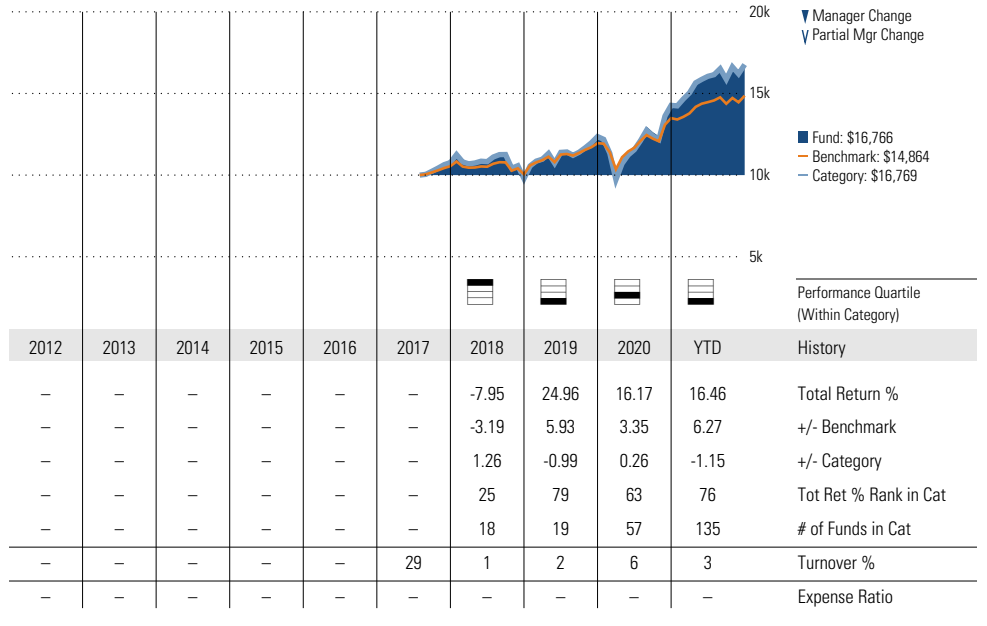 20k
Manager Change
Partial Mgr Change
15k
Fund: $16,766
Benchmark: $14,864
Category: $16,769
10k
5k
Performance Quartile
(Within Category)
2012 2013 2014 2015 2016 2017 2018 2019 2020 YTD History
– – – – – – -7.95 24.96 16.17 16.46 Total Return %
– – – – – – -3.19 5.93 3.35 6.27 +/- Benchmark
– – – – – – 1.26 -0.99 0.26 -1.15 +/- Category
– – – – – – 25 79 63 76 Tot Ret % Rank in Cat
– – – – – – 18 19 57 135 # of Funds in Cat
– – – – – 29 1 2 6 3 Turnover %
– – – – – – – – – – Expense Ratio